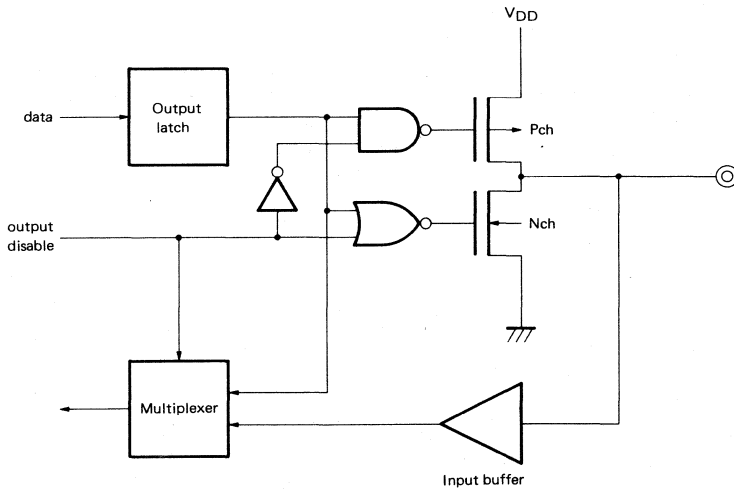 VDD
data
Output
latch
Pch
output
disable
Nch
Multiplexer
Input buffer